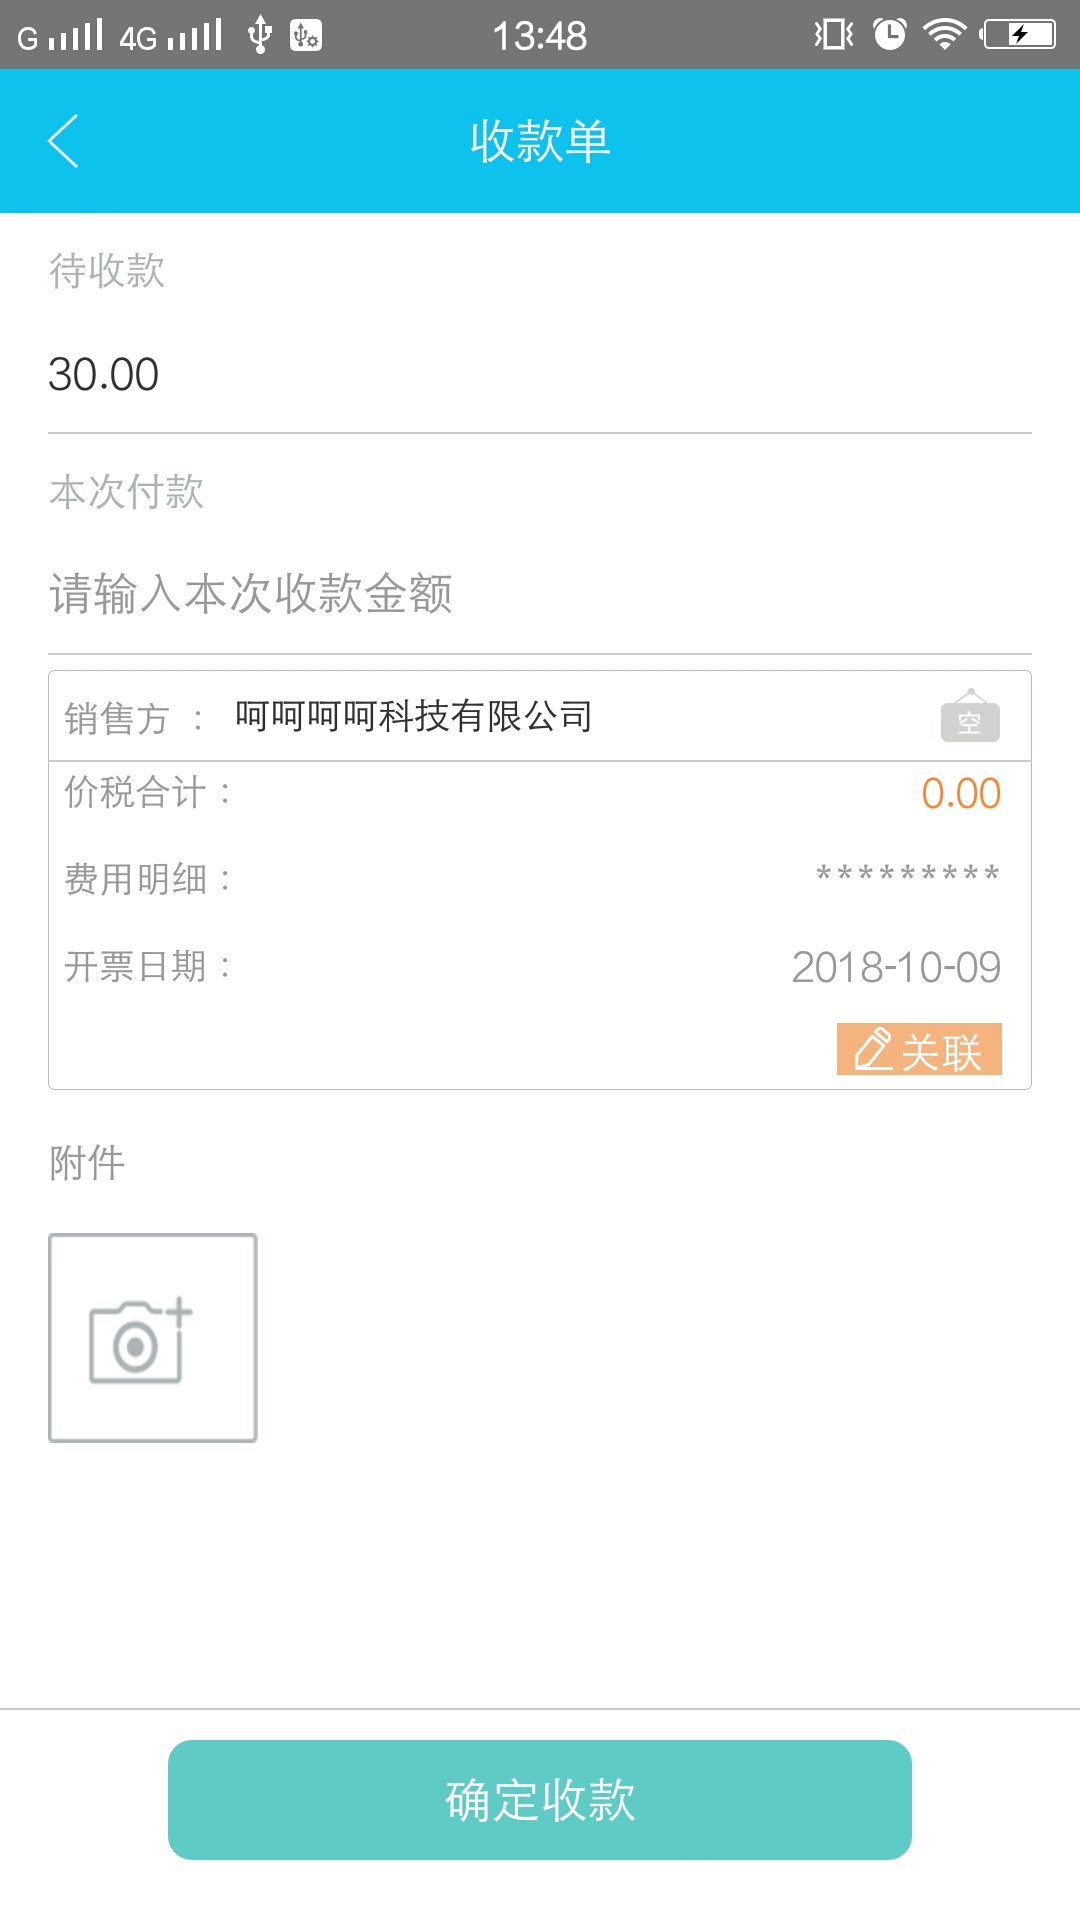 G 4G 13:48
收款单
待收款
30.00
本次付款
请输入本次收款金额
销售方 : 呵呵呵呵科技有限公司 空
价税合计 : 0.00
费用明细 : *********
开票日期 : 2018-10-09
关联
附件
确定收款